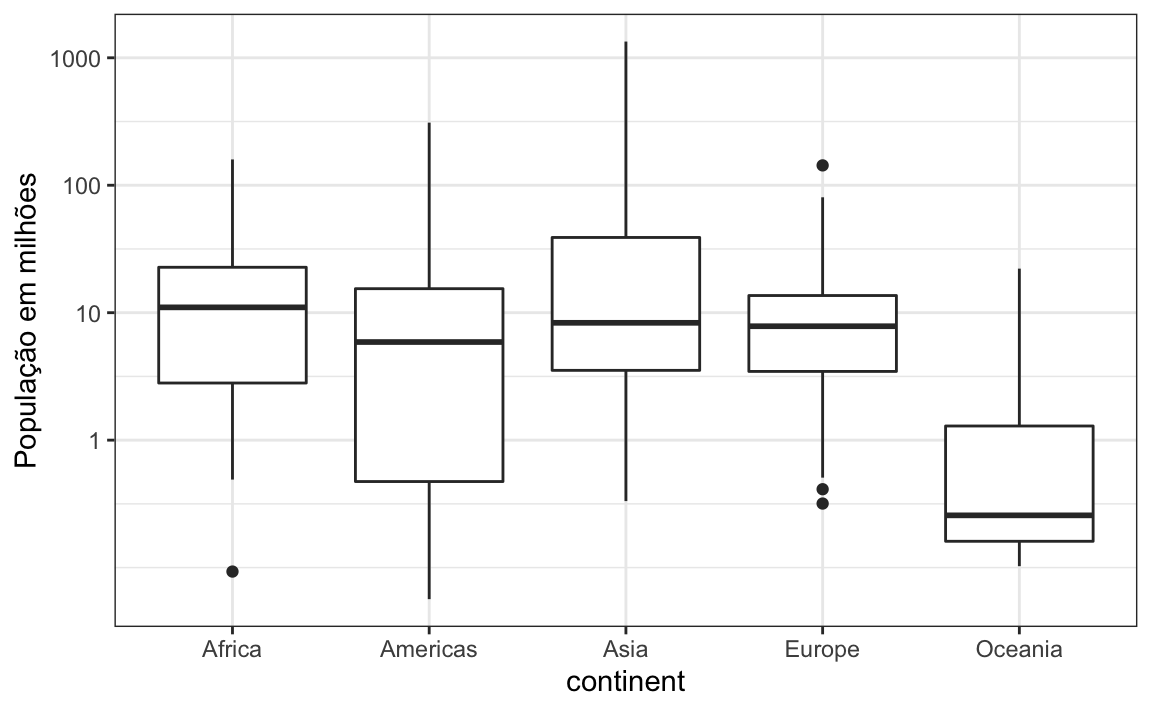 População em milhões
1000
100
10
1
Africa Americas Asia Europe Oceania
continent